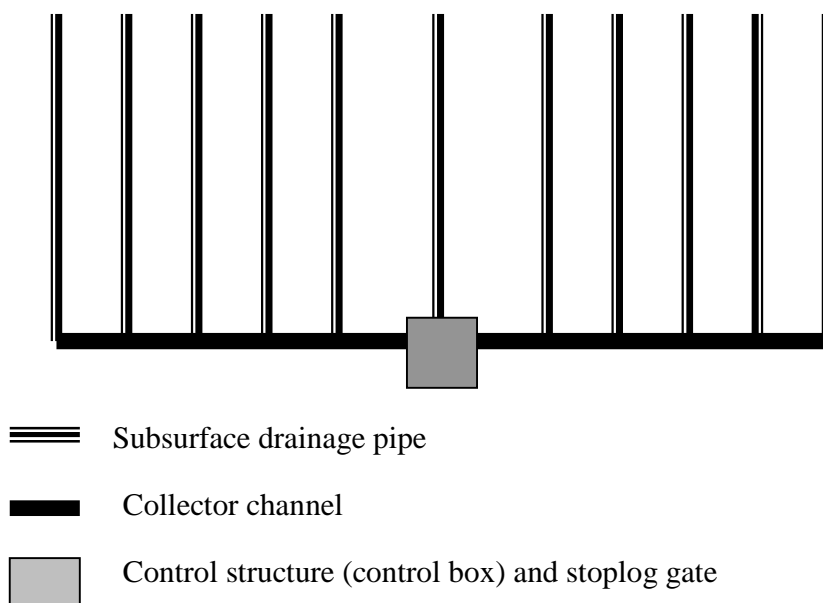 Subsurface drainage pipe
Collector channel
Control structure (control box) and stoplog gate